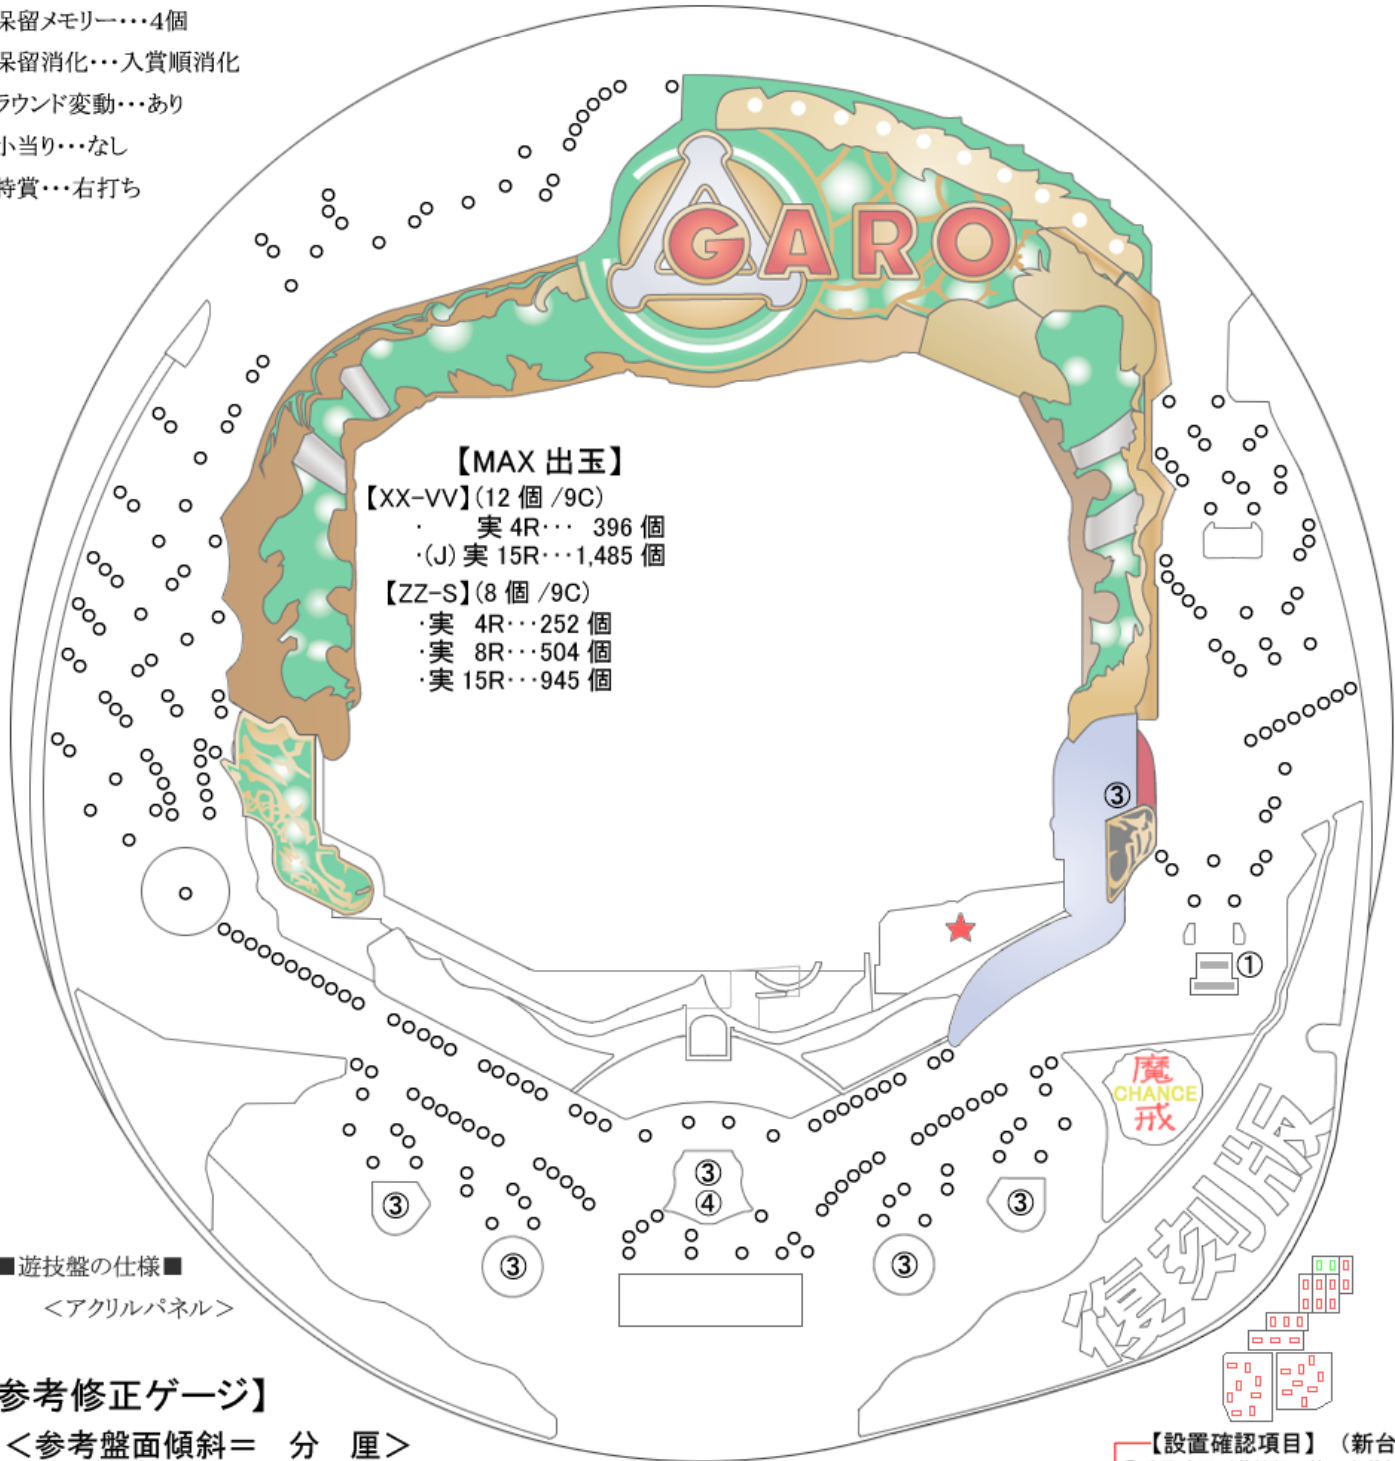 保留メモリー･･･4個
保留消化･･･入賞順消化
ラウンド変動･･･あり
小当り･･･なし
特賞･･･右打ち
GARO
【MAX 出玉】
【XX-VV】(12 個 /9C)
･ 実 4R･･･ 396 個
･(J) 実 15R･･･1,485 個
【ZZ-S】(8 個 /9C)
･実 4R･･･252 個
･実 8R･･･504 個
･実 15R･･･945 個
③
★
①
魔
CHANCE
戒
③
④
③
③
③
③
復刻版
■遊技盤の仕様■
＜アクリルパネル＞
参考修正ゲージ】
＜参考盤面傾斜＝ 分 厘＞
【設置確認項目】 （新台